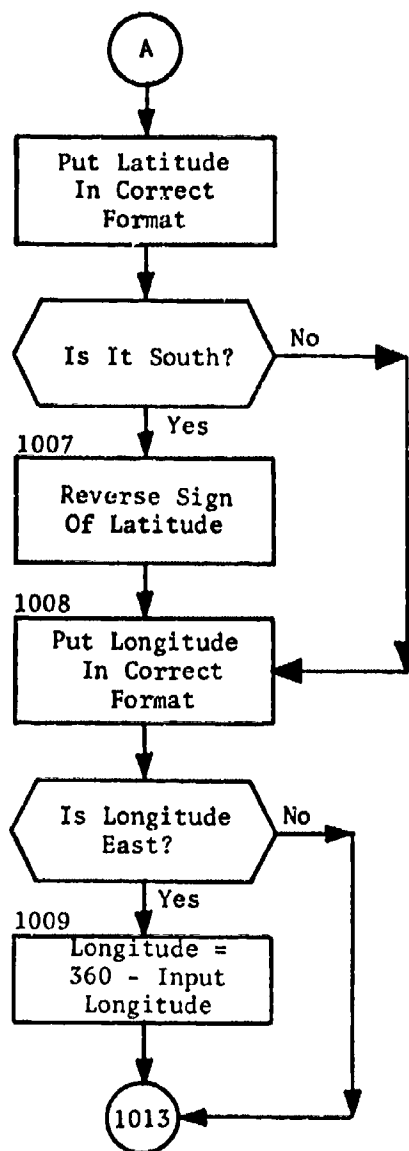 A
Put Latitude
In Correct
Format
Is It South?
No
Yes
1007
Reverse Sign
Of Latitude
1008
Put Longitude
In Correct
Format
Is Longitude
East?
No
Yes
1009
Longitude =
360 - Input
Longitude
1013